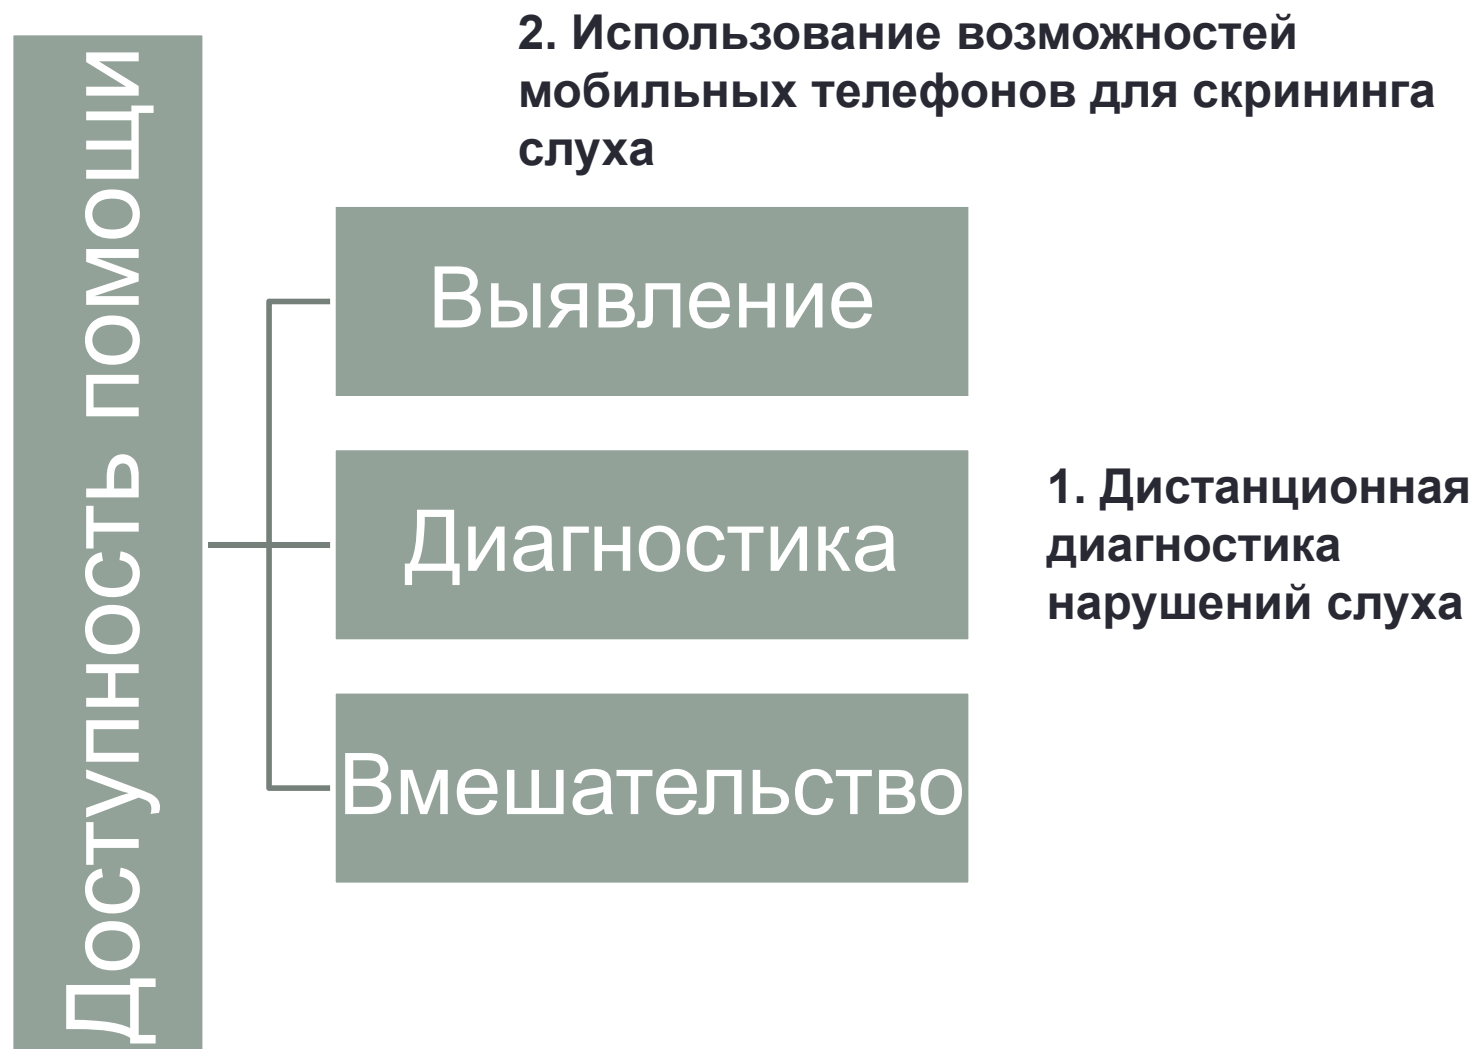 Доступность помощи
2. Использование возможностей
мобильных телефонов для скрининга
слуха
Выявление
Диагностика
1. Дистанционная
диагностика
нарушений слуха
Вмешательство